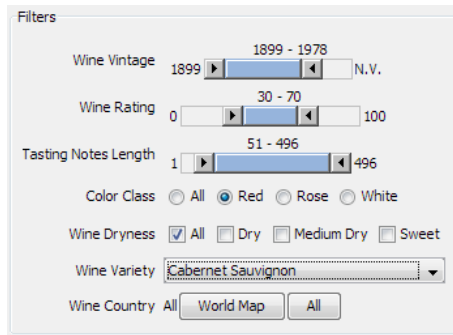 Filters
1899 - 1978
Wine Vintage 1899 N.V.
30 - 70
Wine Rating 0 100
51 - 496
Tasting Notes Length 1 496
Color Class All Red Rose White
Wine Dryness All Dry Medium Dry Sweet
Wine Variety Cabernet Sauvignon
Wine Country All World Map All